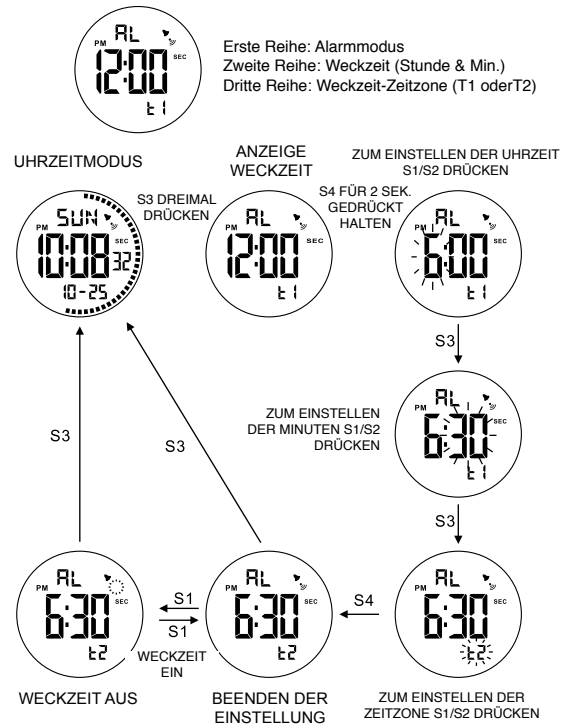 AL
PM 12:00 SEC
t1
Erste Reihe: Alarmmodus
Zweite Reihe: Weckzeit (Stunde & Min.)
Dritte Reihe: Weckzeit-Zeitzone (T1 oderT2)
UHRZEITMODUS
SUN
PM 10:08 SEC 32
10-25
S3 DREIMAL
DRÜCKEN
ANZEIGE
WECKZEIT
AL
PM 12:00 SEC
t1
S4 FÜR 2 SEK.
GEDRÜCKT
HALTEN
ZUM EINSTELLEN DER UHRZEIT
S1/S2 DRÜCKEN
AL
PM 6:00 SEC
t1
S3
ZUM EINSTELLEN
DER MINUTEN S1/S2
DRÜCKEN
AL
PM 6:30 SEC
t1
S3
AL
PM 6:30 SEC
t2
ZUM EINSTELLEN DER
ZEITZONE S1/S2 DRÜCKEN
S4
AL
PM 6:30 SEC
t2
BEENDEN DER
EINSTELLUNG
S3
S1
S1
WECKZEIT
EIN
AL
PM 6:30 SEC
t2
WECKZEIT AUS
S3